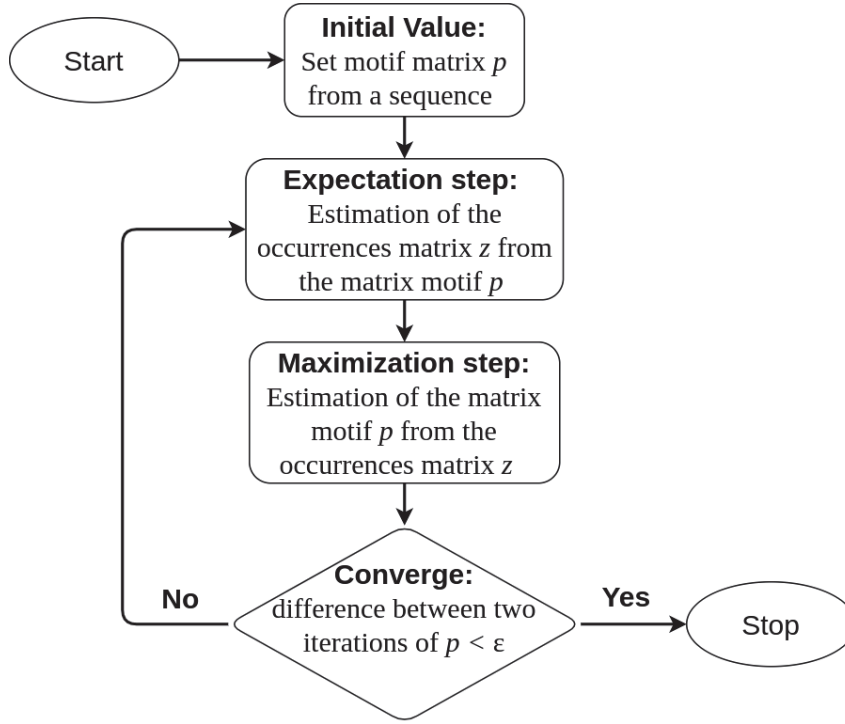 Start
Initial Value:
Set motif matrix p
from a sequence
Expectation step:
Estimation of the
occurrences matrix z from
the matrix motif p
Maximization step:
Estimation of the matrix
motif p from the
occurrences matrix z
Converge:
difference between two
iterations of p < ε
No
Yes
Stop